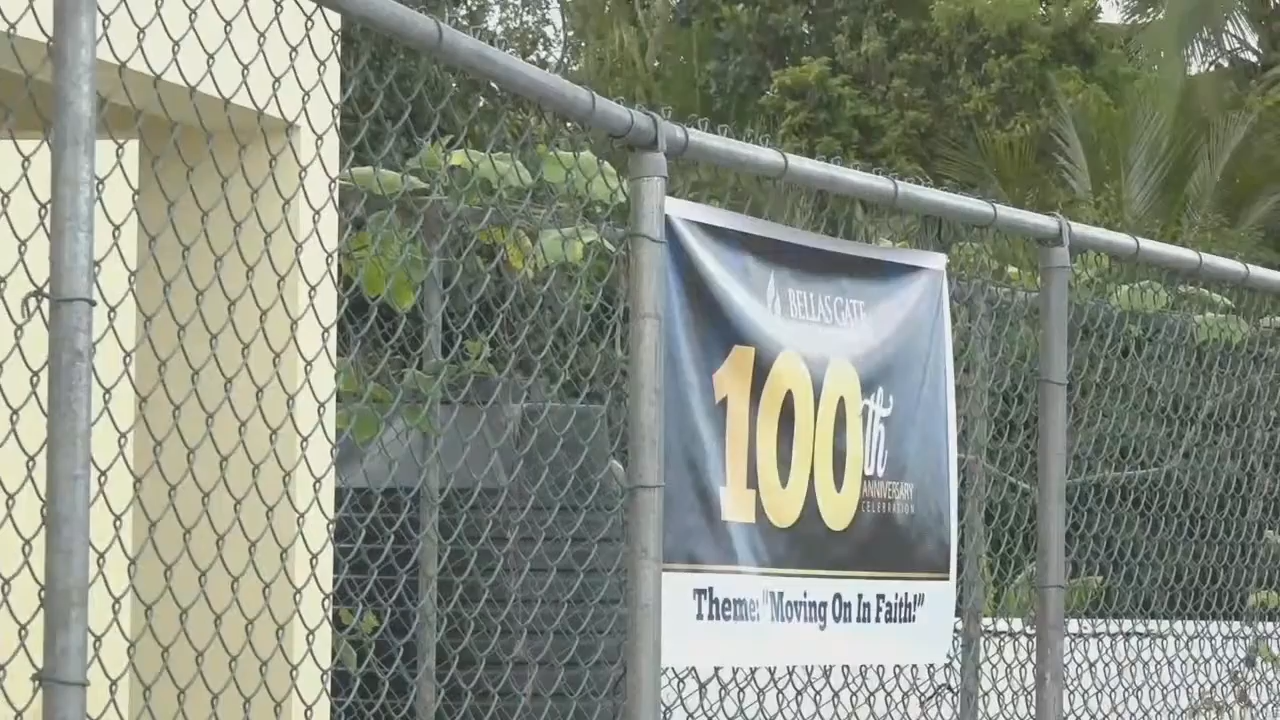 BELLAS GATE
100th
ANNIVERSARY
CELEBRATION
Theme: "Moving On In Faith!"